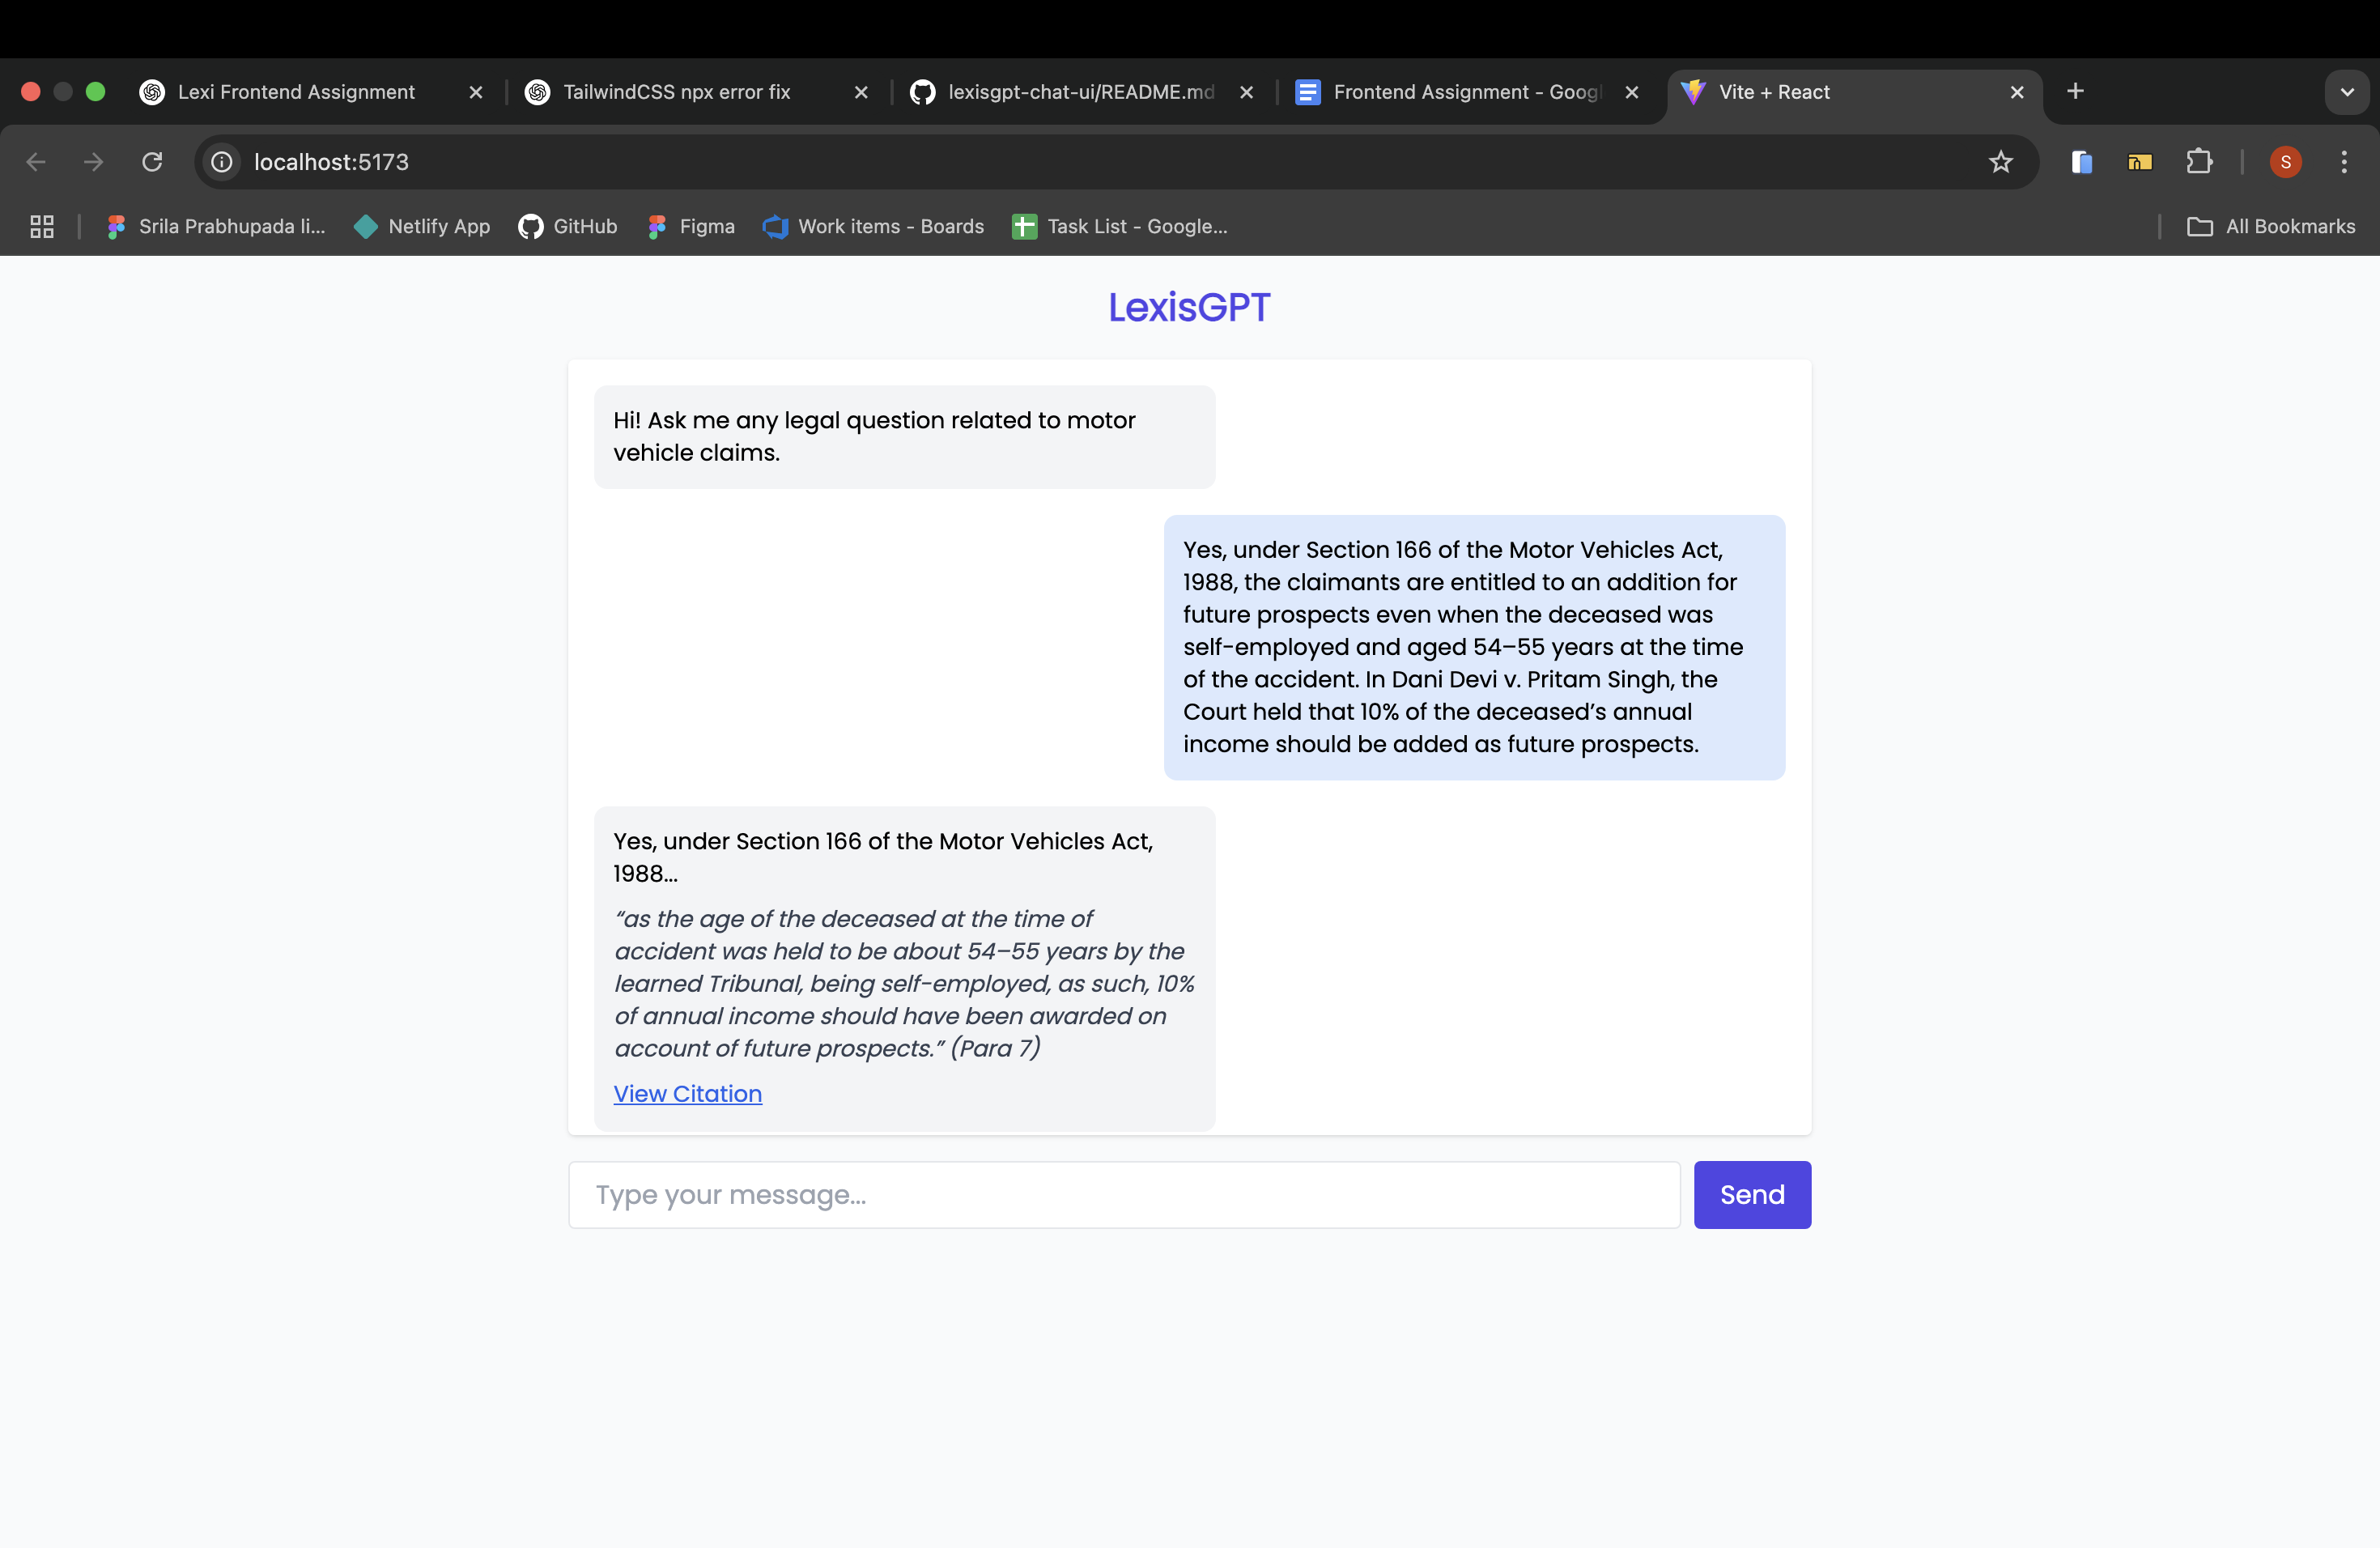 Lexi Frontend Assignment
TailwindCSS npx error fix
lexisgpt-chat-ui/README.md
Frontend Assignment - Googl
Vite + React
localhost:5173
S
Srila Prabhupada li...
Netlify App
GitHub
Figma
Work items - Boards
Task List - Google...
All Bookmarks
LexisGPT
Hi! Ask me any legal question related to motor
vehicle claims.
Yes, under Section 166 of the Motor Vehicles Act,
1988, the claimants are entitled to an addition for
future prospects even when the deceased was
self-employed and aged 54–55 years at the time
of the accident. In Dani Devi v. Pritam Singh, the
Court held that 10% of the deceased’s annual
income should be added as future prospects.
Yes, under Section 166 of the Motor Vehicles Act,
1988...
“as the age of the deceased at the time of
accident was held to be about 54–55 years by the
learned Tribunal, being self-employed, as such, 10%
of annual income should have been awarded on
account of future prospects.” (Para 7)
View Citation
Type your message...
Send